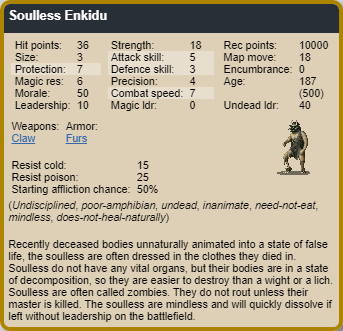 Soulless Enkidu
Hit points: 36 Strength: 18 Rec points: 10000
Size: 3 Attack skill: 5 Map move: 18
Protection: 7 Defence skill: 3 Encumbrance: 0
Magic res: 6 Precision: 4 Age: 187
Morale: 50 Combat speed: 7 (500)
Leadership: 10 Magic ldr: 0 Undead ldr: 40
Weapons: Armor:
Claw Furs
Resist cold: 15
Resist poison: 25
Starting affliction chance: 50%
(Undisciplined, poor-amphibian, undead, inanimate, need-not-eat,
mindless, does-not-heal-naturally)
Recently deceased bodies unnaturally animated into a state of false
life, the soulless are often dressed in the clothes they died in.
Soulless do not have any vital organs, but their bodies are in a state
of decomposition, so they are easier to destroy than a wight or a lich.
Soulless are often called zombies. They do not rout unless their
master is killed. The soulless are mindless and will quickly dissolve if
left without leadership on the battlefield.